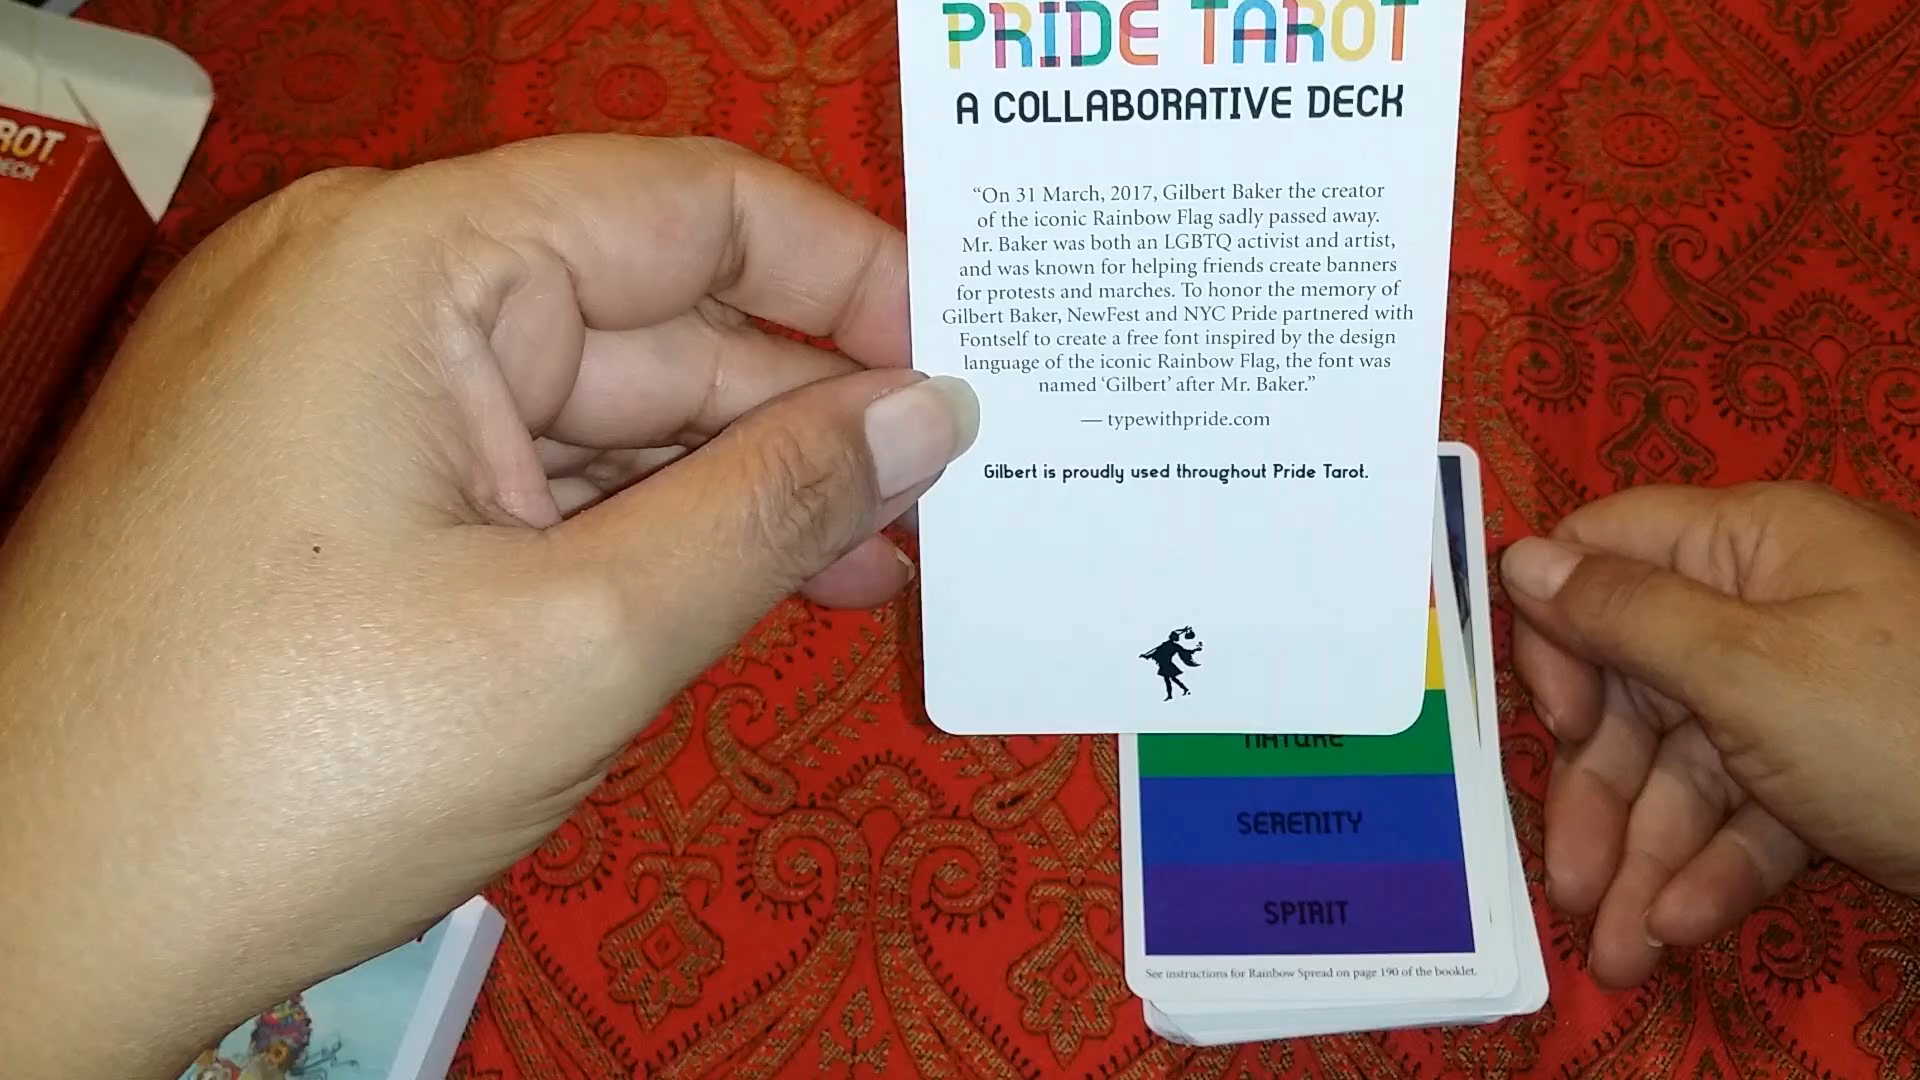 PRIDE TAROT
A COLLABORATIVE DECK
“On 31 March, 2017, Gilbert Baker the creator
of the iconic Rainbow Flag sadly passed away.
Mr. Baker was both an LGBTQ activist and artist,
and was known for helping friends create banners
for protests and marches. To honor the memory of
Gilbert Baker, NewFest and NYC Pride partnered with
Fontself to create a free font inspired by the design
language of the iconic Rainbow Flag, the font was
named ‘Gilbert’ after Mr. Baker.”
— typewithpride.com
Gilbert is proudly used throughout Pride Tarot.
NATURE
SERENITY
SPIRIT
See instructions for Rainbow Spread on page 190 of the booklet.
ROT
DECK